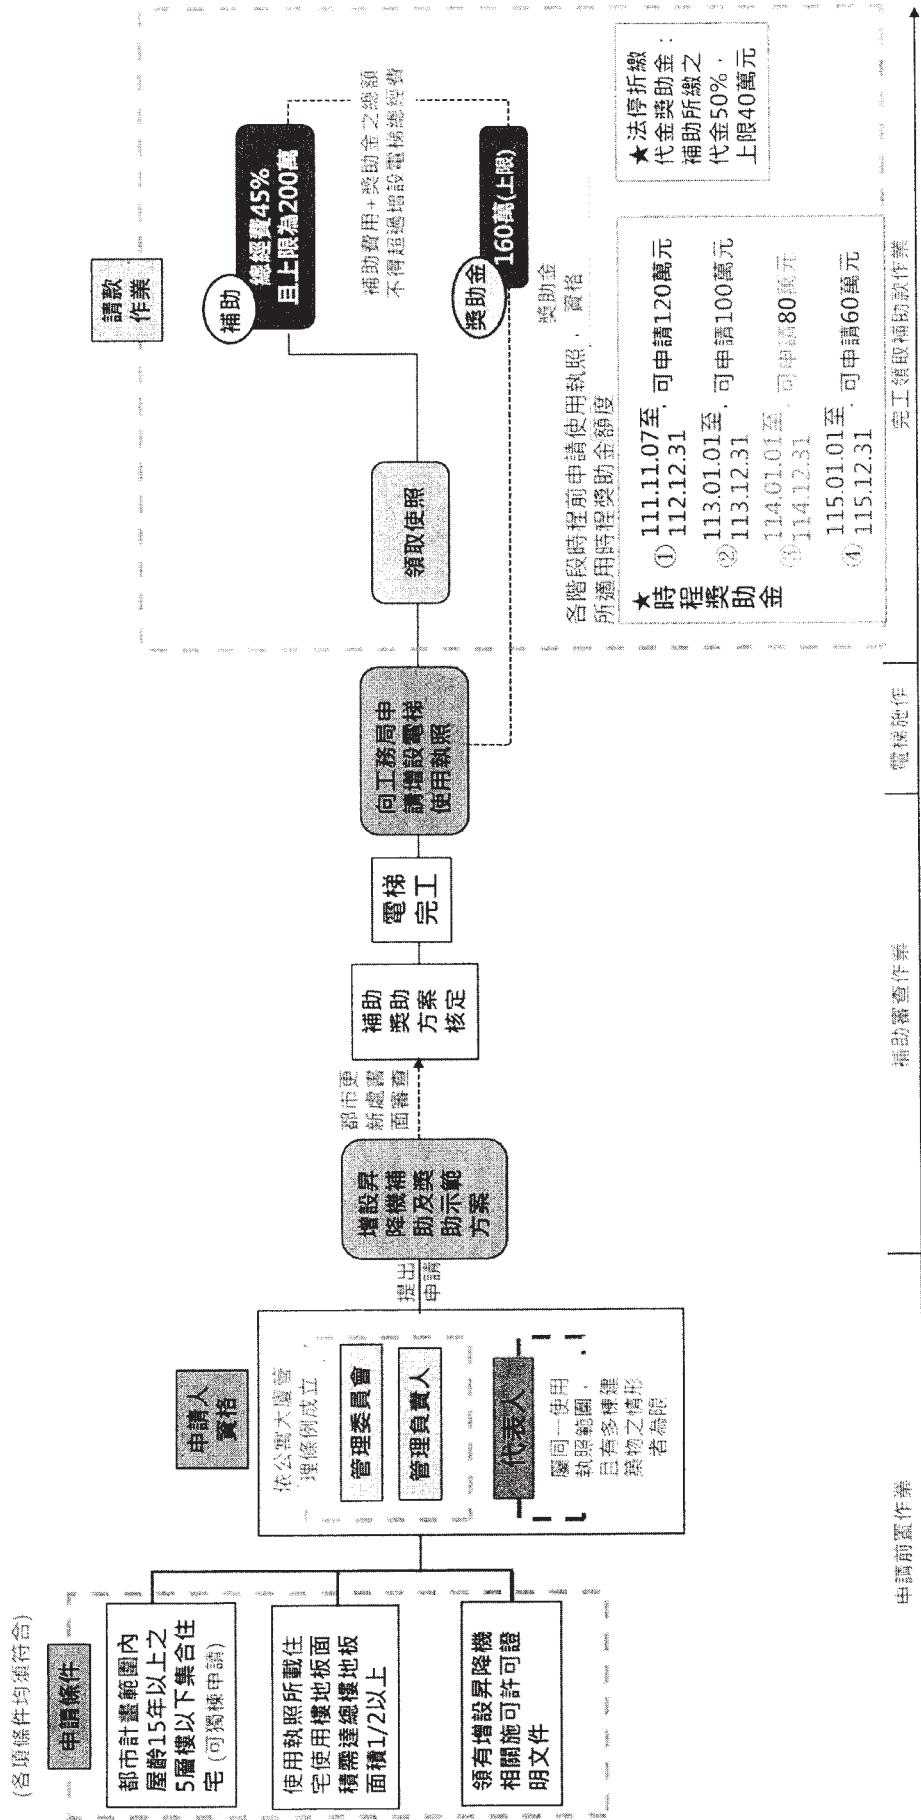 (各項條件均須符合)
申請條件
都市計畫範圍內
屋齡15年以上之
5層樓以下集合住
宅(可獨棟申請)
使用執照所載住
宅使用樓地板面
積需達總樓地板
面積1/2以上
領有增設昇降機
相關施可許可證
明文件
申請人
資格
依公寓大廈管
理條例成立
管理委員會
管理負責人
代表人
屬同一使用
執照範圍,
且有多棟建
築物之情形
者為限
提出
申請
增設昇
降機補
助及獎
助示範
方案
都市更
新處書
面審查
補助
獎助
方案
核定
電梯
完工
向工務局申
請增設電梯
使用執照
領取使照
請款
作業
補助
總經費45%
且上限為200萬
補助費用+獎助金之總額
不得超過增設電梯總經費
獎助金
160萬(上限)
獎助金
各階段時程前申請使用執照, 資格
所適用時程獎助金額度
★時程獎助金
① 111.11.07至
112.12.31
, 可申請120萬元
② 113.01.01至
113.12.31
, 可申請100萬元
③ 114.01.01至
114.12.31
, 可申請80萬元
④ 115.01.01至
115.12.31
, 可申請60萬元
★法停折繳
代金獎助金:
補助所繳之
代金50%,
上限40萬元
申請前置作業
補助審查作業
電梯施作
完工領取補助款作業